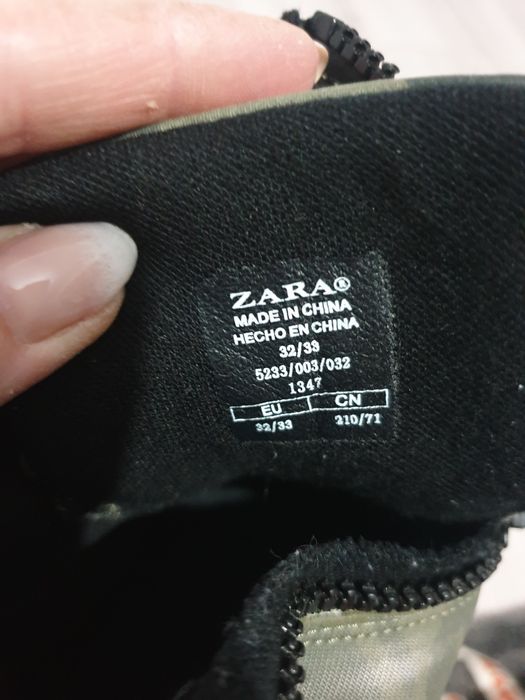 ZARA®
MADE IN CHINA
HECHO EN CHINA
32/33
5233/003/032
1347
EU CN
32/33 210/71